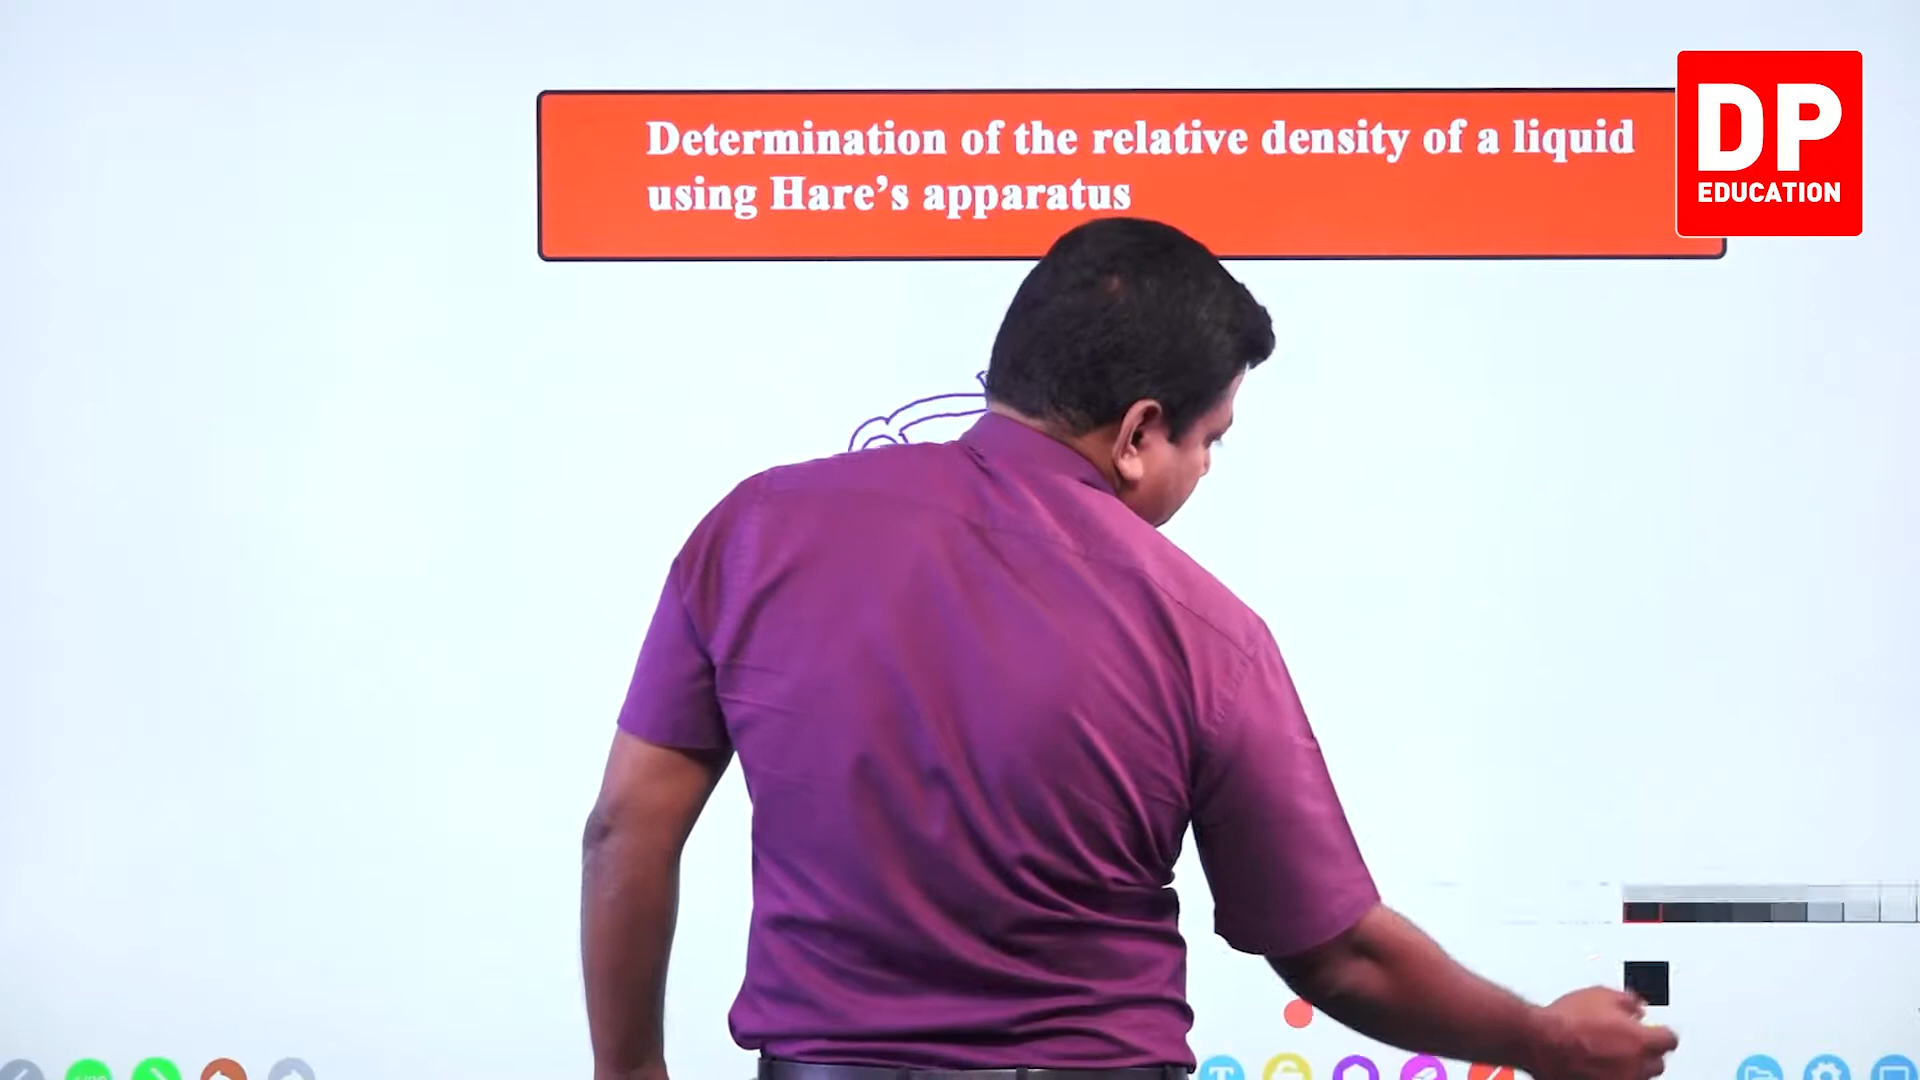 Determination of the relative density of a liquid
using Hare’s apparatus
DP
EDUCATION
T